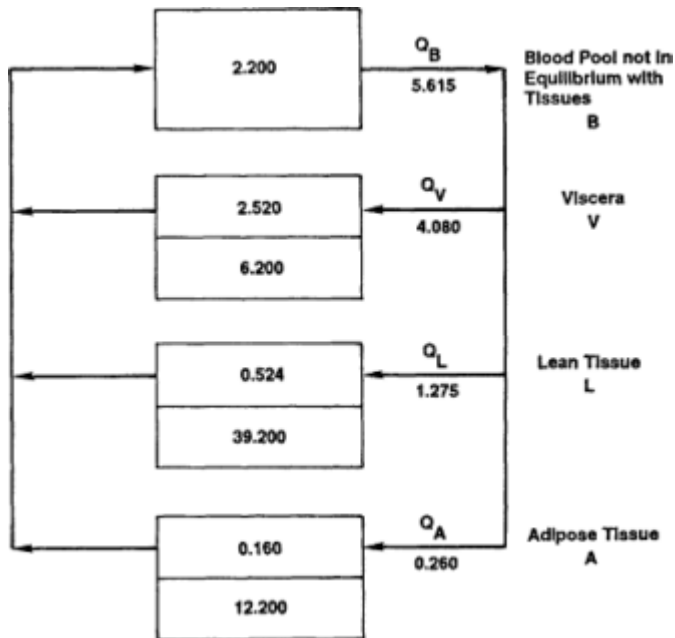 2.200
Q_B
5.615
Blood Pool not in
Equilibrium with
Tissues
B
2.520
6.200
Q_V
4.080
Viscera
V
0.524
39.200
Q_L
1.275
Lean Tissue
L
0.160
12.200
Q_A
0.260
Adipose Tissue
A